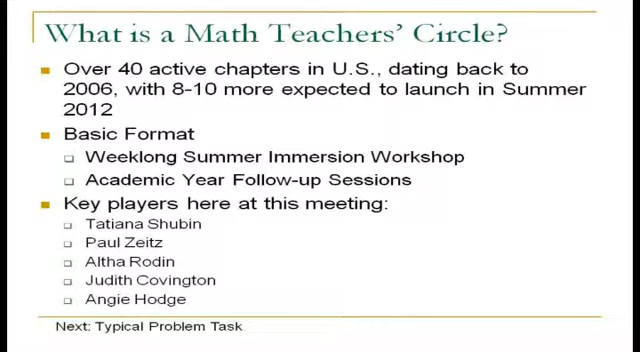 What is a Math Teachers' Circle?
Over 40 active chapters in U.S., dating back to
2006, with 8-10 more expected to launch in Summer
2012
Basic Format
Weeklong Summer Immersion Workshop
Academic Year Follow-up Sessions
Key players here at this meeting:
Tatiana Shubin
Paul Zeitz
Altha Rodin
Judith Covington
Angie Hodge
Next: Typical Problem Task